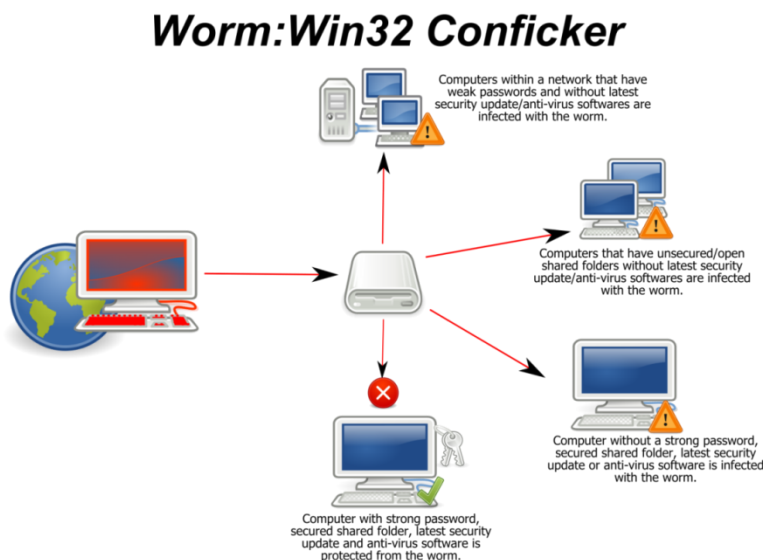 Worm:Win32 Conficker
Computers within a network that have
weak passwords and without latest
security update/anti-virus softwares are
infected with the worm.
Computers that have unsecured/open
shared folders without latest security
update/anti-virus softwares are infected
with the worm.
Computer without a strong password,
secured shared folder, latest security
update or anti-virus software is infected
with the worm.
Computer with strong password,
secured shared folder, latest security
update and anti-virus software is
protected from the worm.